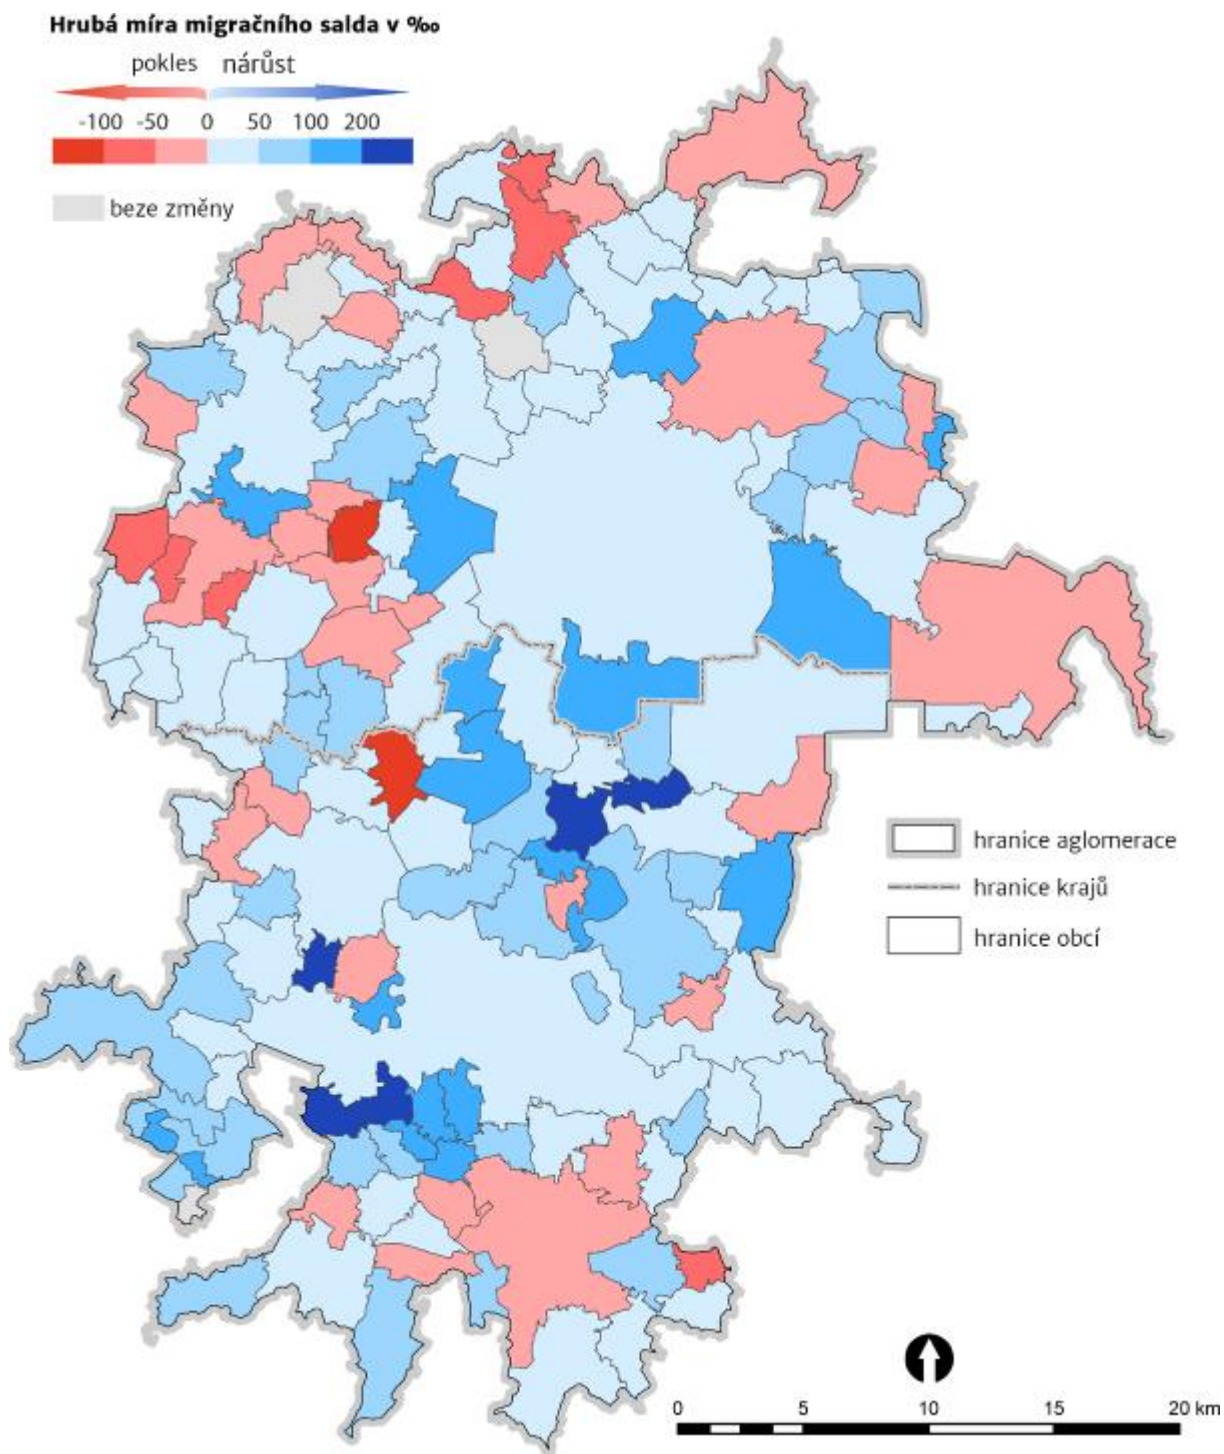 Hrubá míra migračního salda v ‰
pokles nárůst
-100 -50 0 50 100 200
beze změny
hranice aglomerace
hranice krajů
hranice obcí
0 5 10 15 20 km